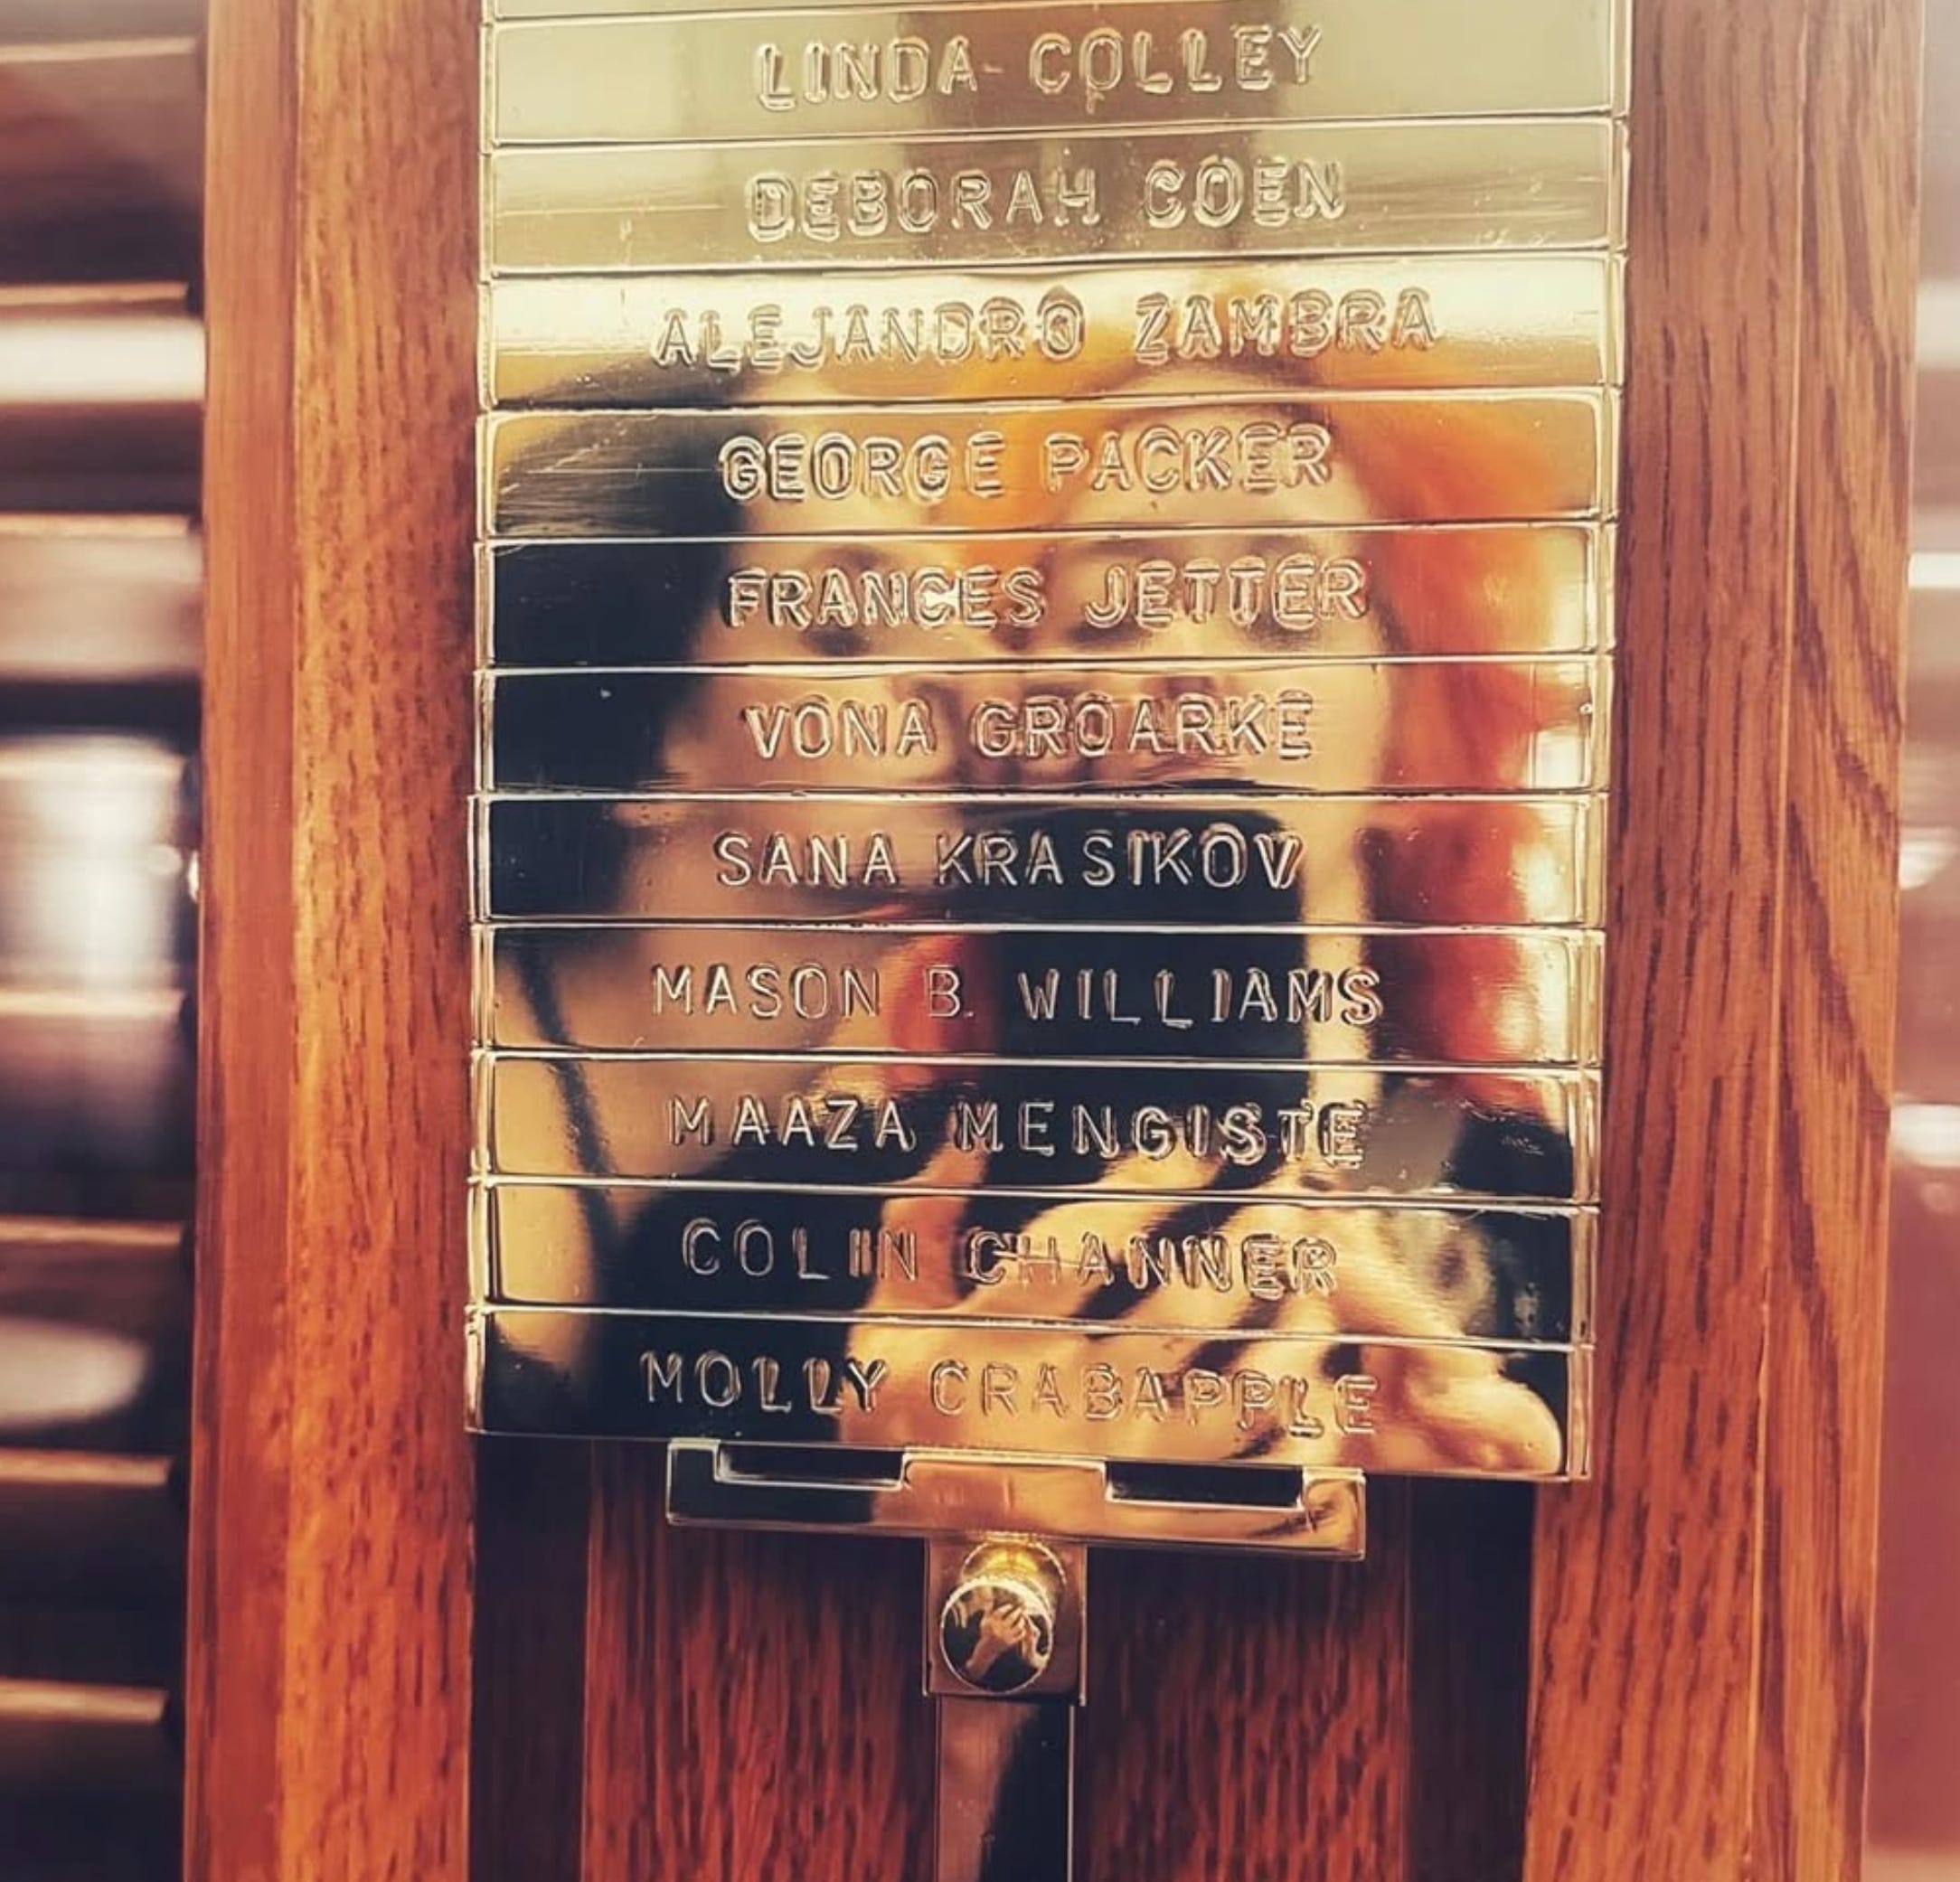 LINDA COLLEY
DEBORAH COEN
ALEJANDRO ZAMBRA
GEORGE PACKER
FRANCES JETTER
VONA GROARKE
SANA KRASIKOV
MASON B. WILLIAMS
MAAZA MENGISTE
COLIN CHANNER
MOLLY CRABAPPLE